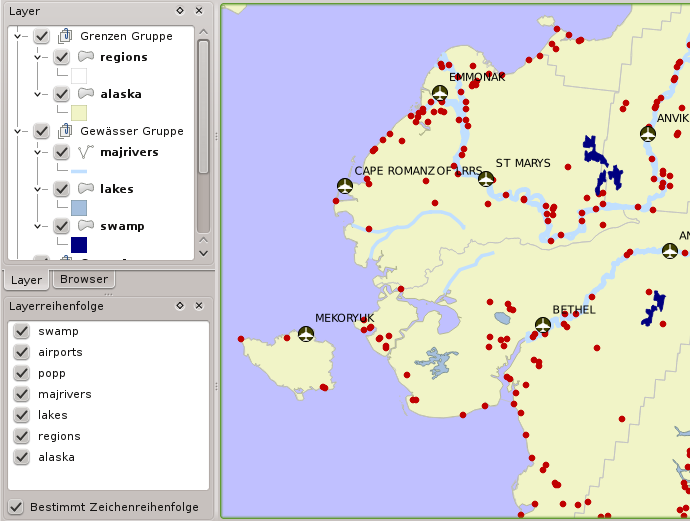 Layer
Grenzen Gruppe
regions
alaska
Gewässer Gruppe
majrivers
lakes
swamp
Layer
Browser
Layerreihenfolge
swamp
airports
popp
majrivers
lakes
regions
alaska
Bestimmt Zeichenreihenfolge
EMMONAK
ANVIK
ST MARYS
CAPE ROMANZOF LRRS
AN
BETHEL
MEKORYUK